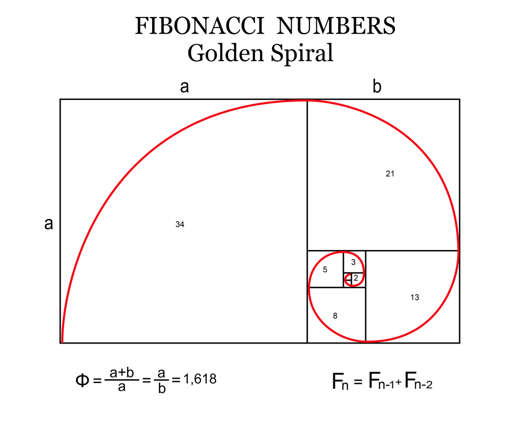 FIBONACCI NUMBERS
Golden Spiral
a b
a
34
21
5
3
2
13
8
Φ = a+b/a = a/b = 1,618
Fn = Fn-1 + Fn-2